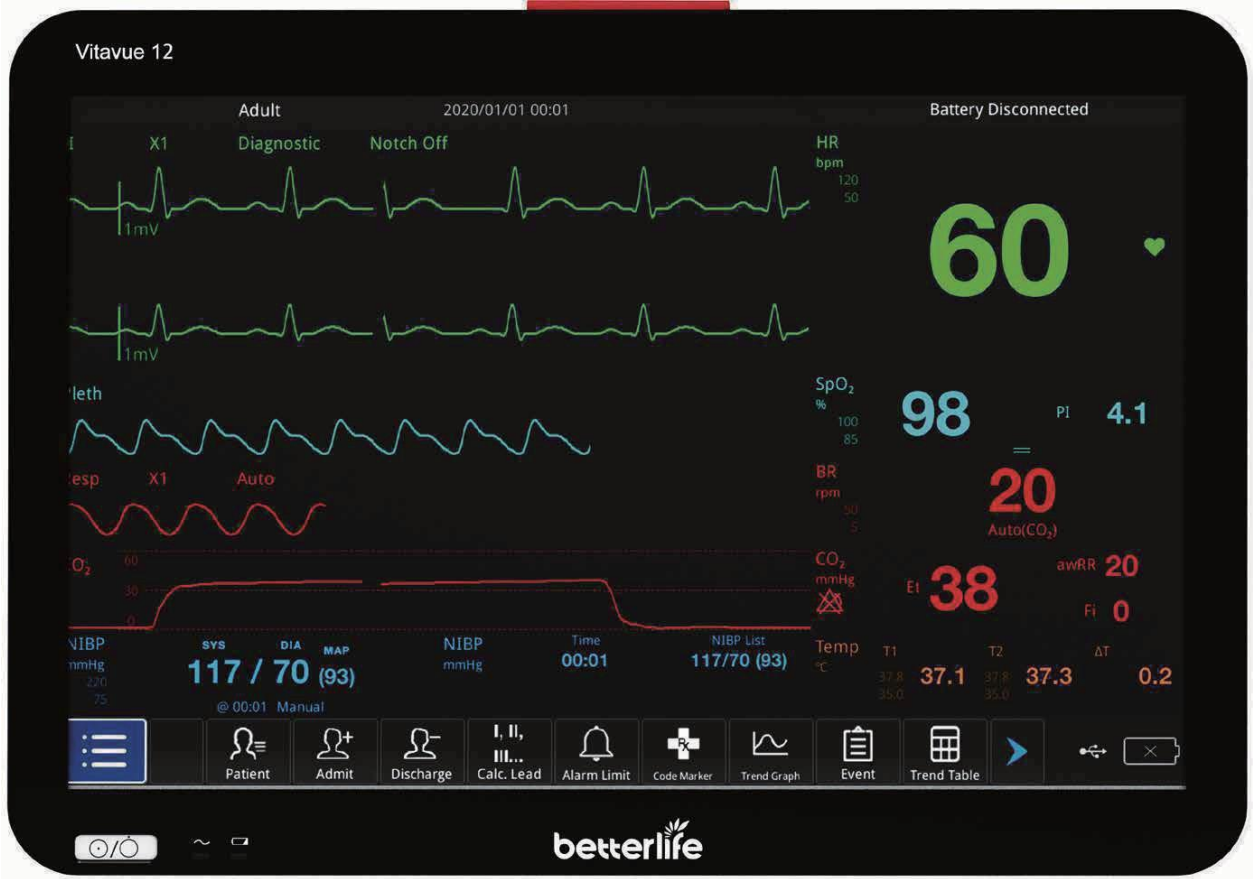 Vitavue 12
Adult 2020/01/01 00:01 Battery Disconnected
I X1 Diagnostic Notch Off
1mV
1mV
HR
bpm
120
50
60
leth
SpO₂
%
100
85
98
PI 4.1
esp X1 Auto
BR
rpm
50
5
20
Auto(CO₂)
O₂
60
30
0
CO₂
mmHg
Et 38
awRR 20
Fi 0
NIBP
mmHg
220
75
SYS DIA MAP
117 / 70 (93)
@ 00:01 Manual
NIBP
mmHg
Time
00:01
NIBP List
117/70 (93)
Temp
°C
T1
37.8
35.0
37.1
T2
37.8
35.0
37.3
ΔT
0.2
Patient
Admit
Discharge
I, II,
III...
Calc. Lead
Alarm Limit
Rx
Code Marker
Trend Graph
Event
Trend Table
betterlife